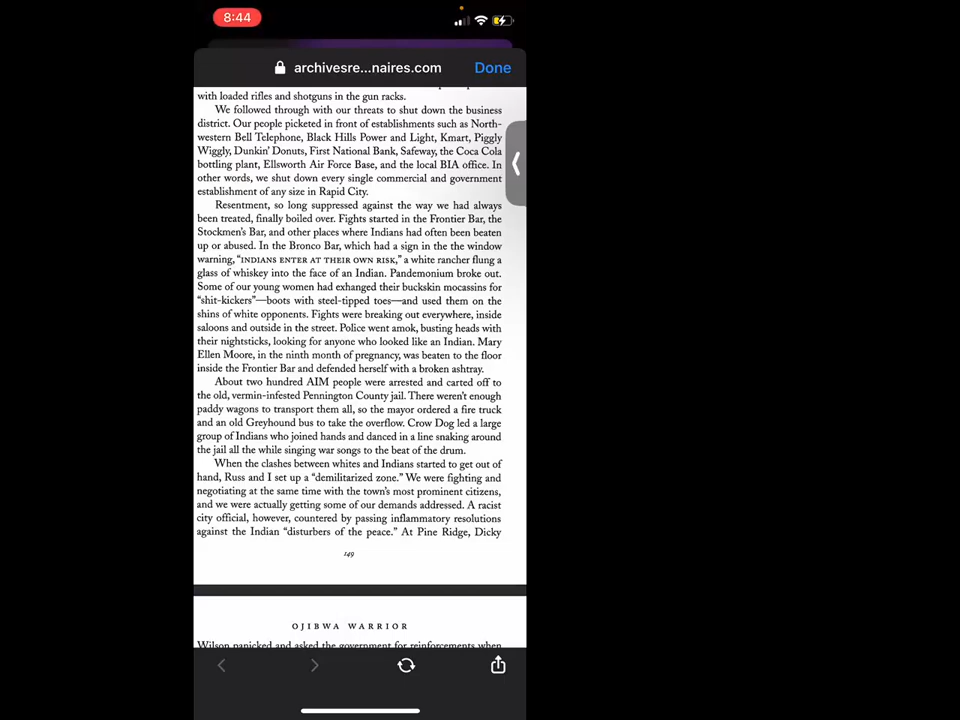 8:44
archivesre...naires.com
Done
with loaded rifles and shotguns in the gun racks.
We followed through with our threats to shut down the business
district. Our people picketed in front of establishments such as North-
western Bell Telephone, Black Hills Power and Light, Kmart, Piggly
Wiggly, Dunkin' Donuts, First National Bank, Safeway, the Coca Cola
bottling plant, Ellsworth Air Force Base, and the local BIA office. In
other words, we shut down every single commercial and government
establishment of any size in Rapid City.
Resentment, so long suppressed against the way we had always
been treated, finally boiled over. Fights started in the Frontier Bar, the
Stockmen's Bar, and other places where Indians had often been beaten
up or abused. In the Bronco Bar, which had a sign in the the window
warning, “INDIANS ENTER AT THEIR OWN RISK,” a white rancher flung a
glass of whiskey into the face of an Indian. Pandemonium broke out.
Some of our young women had exhanged their buckskin mocassins for
“shit-kickers”—boots with steel-tipped toes—and used them on the
shins of white opponents. Fights were breaking out everywhere, inside
saloons and outside in the street. Police went amok, busting heads with
their nightsticks, looking for anyone who looked like an Indian. Mary
Ellen Moore, in the ninth month of pregnancy, was beaten to the floor
inside the Frontier Bar and defended herself with a broken ashtray.
About two hundred AIM people were arrested and carted off to
the old, vermin-infested Pennington County jail. There weren't enough
paddy wagons to transport them all, so the mayor ordered a fire truck
and an old Greyhound bus to take the overflow. Crow Dog led a large
group of Indians who joined hands and danced in a line snaking around
the jail all the while singing war songs to the beat of the drum.
When the clashes between whites and Indians started to get out of
hand, Russ and I set up a “demilitarized zone.” We were fighting and
negotiating at the same time with the town's most prominent citizens,
and we were actually getting some of our demands addressed. A racist
city official, however, countered by passing inflammatory resolutions
against the Indian “disturbers of the peace.” At Pine Ridge, Dicky
149
OJIBWA WARRIOR
Wilson panicked and asked the government for reinforcements when